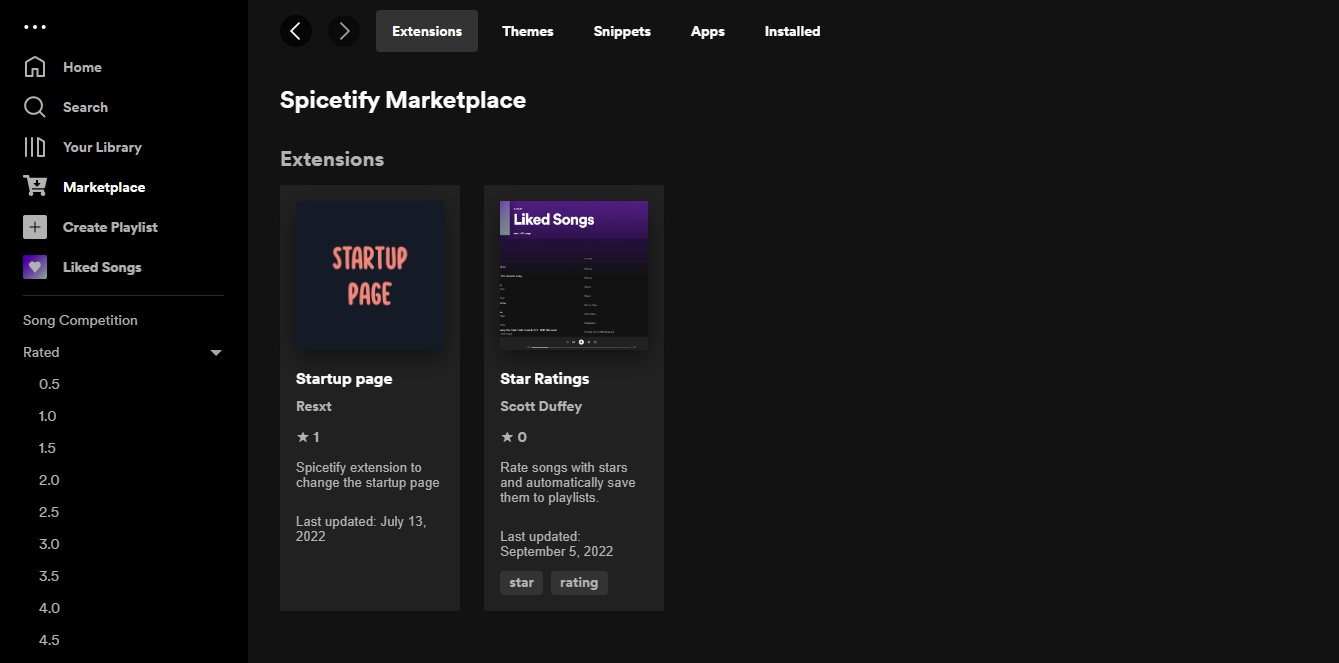 Home
Search
Your Library
Marketplace
Create Playlist
Liked Songs
Song Competition
Rated
0.5
1.0
1.5
2.0
2.5
3.0
3.5
4.0
4.5
Extensions
Themes
Snippets
Apps
Installed
Spicetify Marketplace
Extensions
STARTUP
PAGE
Startup page
Resxt
★ 1
Spicetify extension to
change the startup page
Last updated: July 13,
2022
Liked Songs
Star Ratings
Scott Duffey
★ 0
Rate songs with stars
and automatically save
them to playlists.
Last updated:
September 5, 2022
star
rating